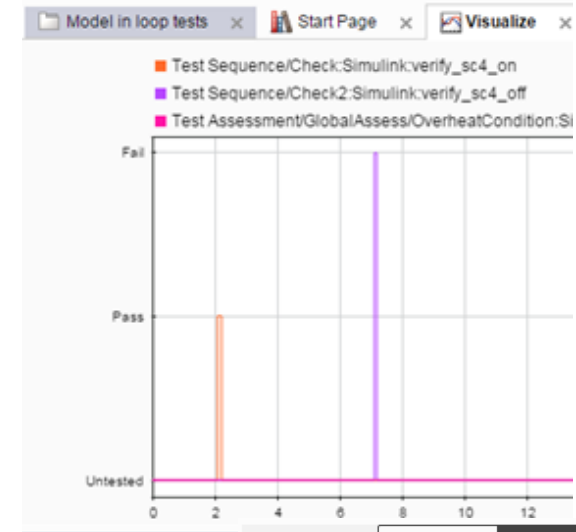 Model in loop tests Start Page Visualize
Test Sequence/Check:Simulink:verify_sc4_on
Test Sequence/Check2:Simulink:verify_sc4_off
Test Assessment/GlobalAssess/OverheatCondition:Si
Fail
Pass
Untested
0 2 4 6 8 10 12